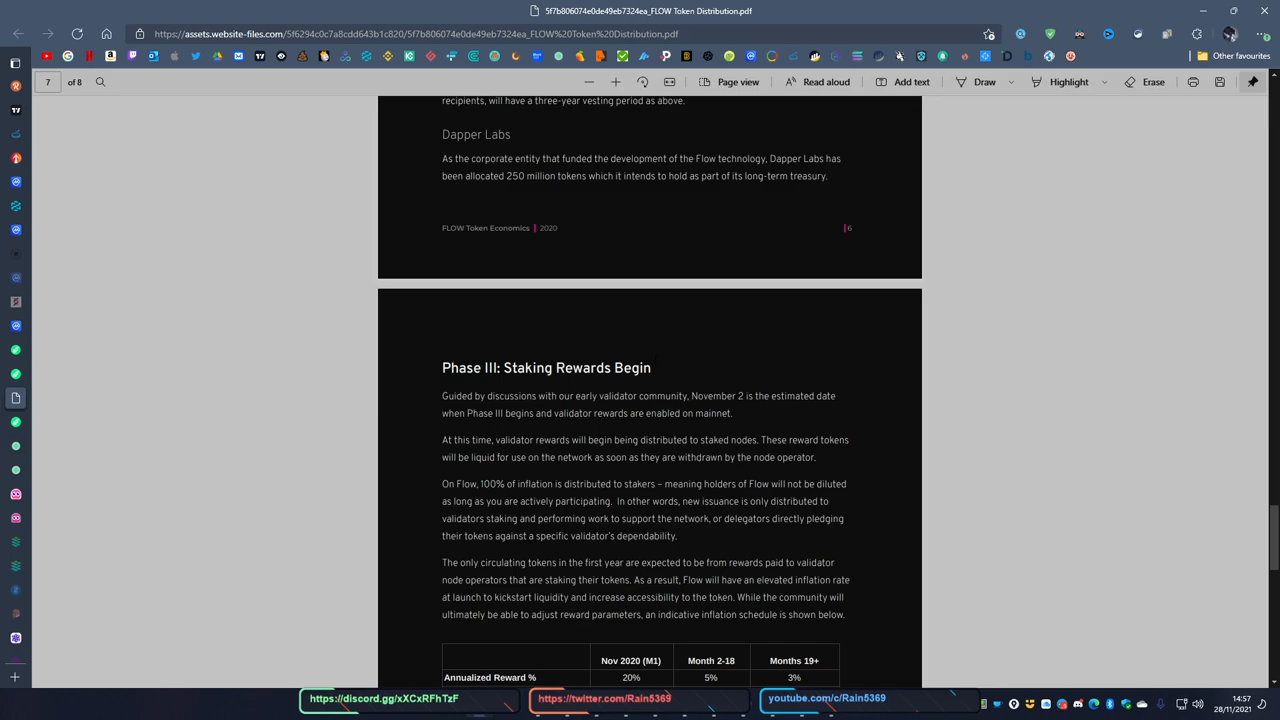 5f7b806074e0de49eb7324ea_FLOW Token Distribution.pdf
https://assets.website-files.com/5f6294c0c7a8cdd643b1c820/5f7b806074e0de49eb7324ea_FLOW%20Token%20Distribution.pdf
Other favourites
7 of 8
Page view
Read aloud
Add text
Draw
Highlight
Erase
recipients, will have a three-year vesting period as above.
Dapper Labs
As the corporate entity that funded the development of the Flow technology, Dapper Labs has
been allocated 250 million tokens which it intends to hold as part of its long-term treasury.
FLOW Token Economics | 2020
| 6
Phase III: Staking Rewards Begin
Guided by discussions with our early validator community, November 2 is the estimated date
when Phase III begins and validator rewards are enabled on mainnet.
At this time, validator rewards will begin being distributed to staked nodes. These reward tokens
will be liquid for use on the network as soon as they are withdrawn by the node operator.
On Flow, 100% of inflation is distributed to stakers – meaning holders of Flow will not be diluted
as long as you are actively participating. In other words, new issuance is only distributed to
validators staking and performing work to support the network, or delegators directly pledging
their tokens against a specific validator's dependability.
The only circulating tokens in the first year are expected to be from rewards paid to validator
node operators that are staking their tokens. As a result, Flow will have an elevated inflation rate
at launch to kickstart liquidity and increase accessibility to the token. While the community will
ultimately be able to adjust reward parameters, an indicative inflation schedule is shown below.
Nov 2020 (M1) Month 2-18 Months 19+
Annualized Reward % 20% 5% 3%
https://discord.gg/xXCxRFhTzF
https://twitter.com/Rain5369
youtube.com/c/Rain5369
14:57
28/11/2021